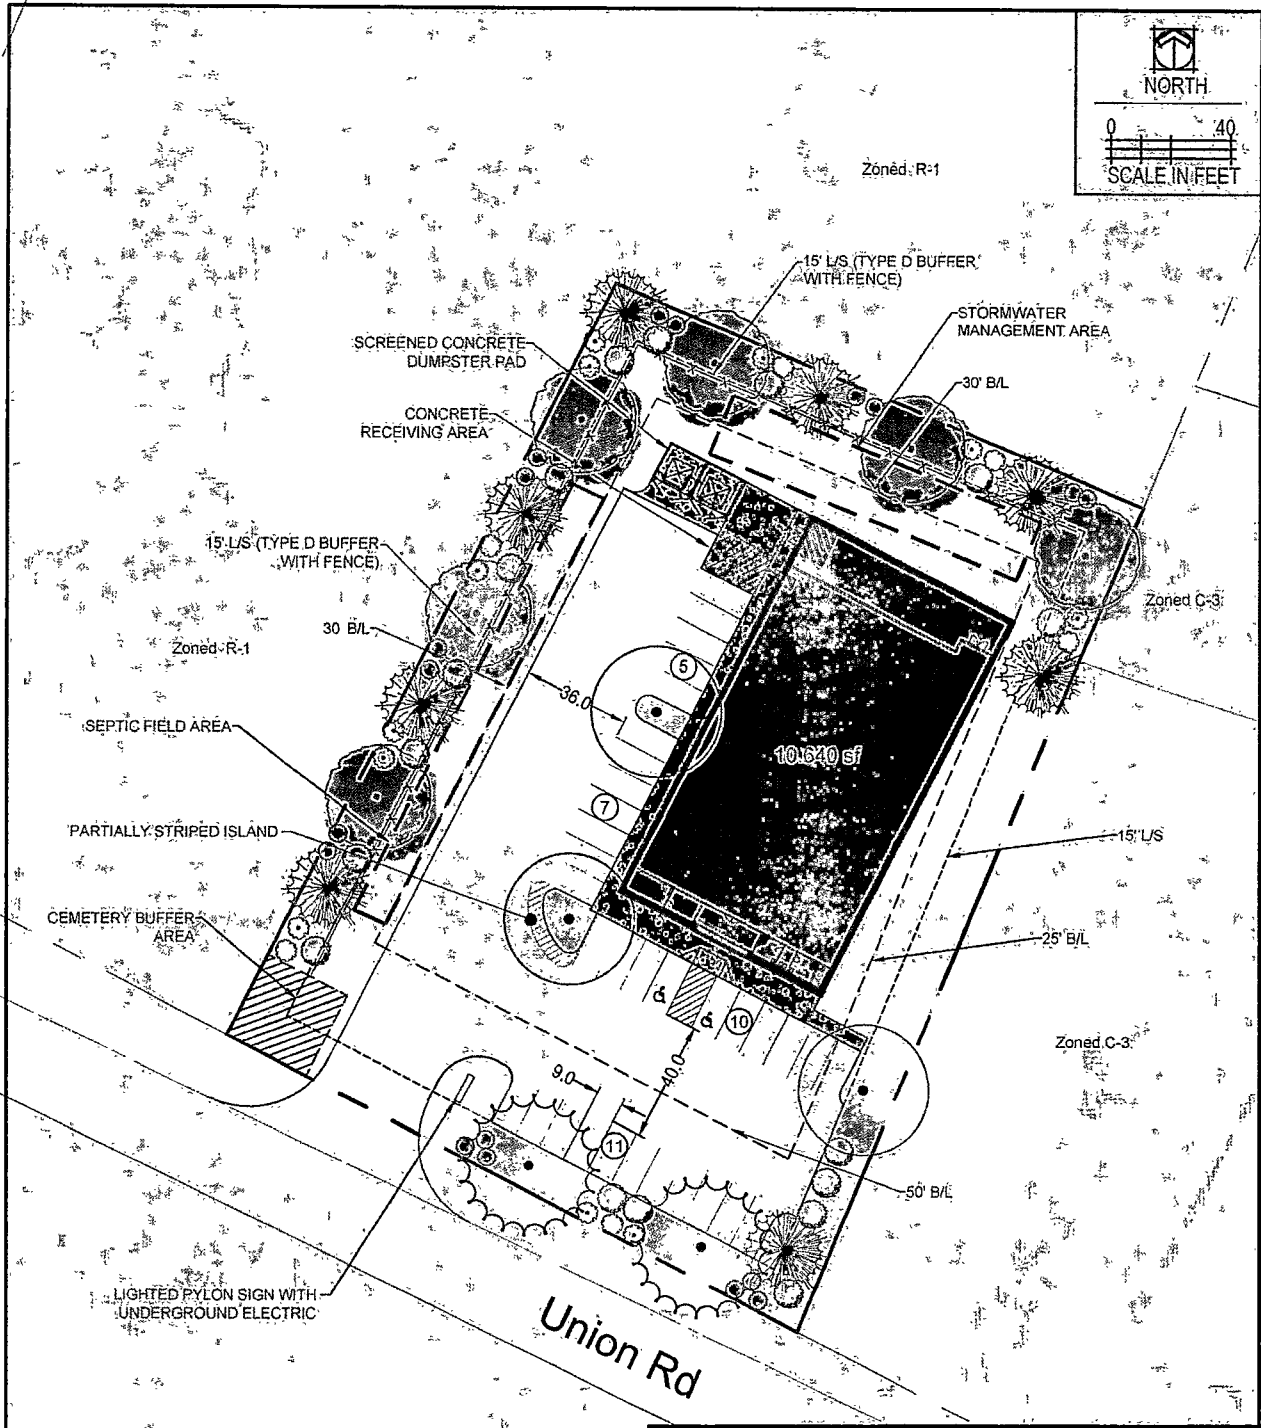 NORTH
0 40
SCALE IN FEET
Zoned R-1
15' L/S (TYPE D BUFFER
WITH FENCE)
STORMWATER
MANAGEMENT AREA
SCREENED CONCRETE
DUMPSTER PAD
30' B/L
CONCRETE
RECEIVING AREA
15' L/S (TYPE D BUFFER
WITH FENCE)
Zoned C-3
30 B/L
Zoned R-1
5
36.0
SEPTIC FIELD AREA
10,640 sf
7
PARTIALLY STRIPED ISLAND
15' L/S
CEMETERY BUFFER
AREA
25' B/L
10
Zoned C-3
9.0
40.0
11
50' B/L
LIGHTED PYLON SIGN WITH
UNDERGROUND ELECTRIC
Union Rd